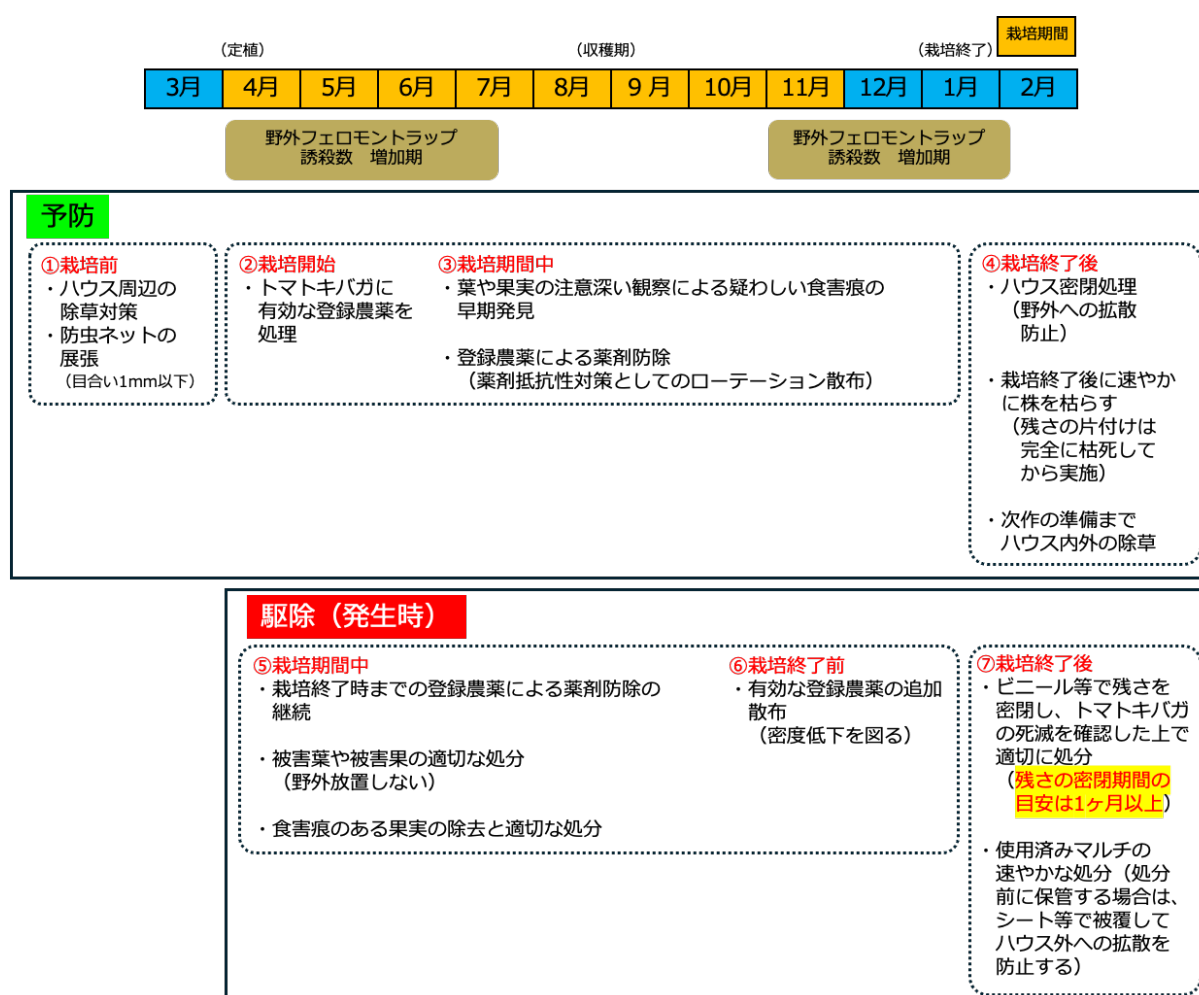 栽培期間
（定植）
（収穫期）
（栽培終了）
3月
4月
5月
6月
7月
8月
9 月
10月
11月
12月
1月
2月
野外フェロモントラップ
誘殺数　増加期
野外フェロモントラップ
誘殺数　増加期
予防
①栽培前
・ハウス周辺の
除草対策
・防虫ネットの
展張
（目合い1mm以下）
②栽培開始
・トマトキバガに
有効な登録農薬を
処理
③栽培期間中
・葉や果実の注意深い観察による疑わしい食害痕の
早期発見
・登録農薬による薬剤防除
（薬剤抵抗性対策としてのローテーション散布）
④栽培終了後
・ハウス密閉処理
（野外への拡散
防止）
・栽培終了後に速やか
に株を枯らす
（残さの片付けは
完全に枯死して
から実施）
・次作の準備まで
ハウス内外の除草
駆除（発生時）
⑤栽培期間中
・栽培終了時までの登録農薬による薬剤防除の
継続
・被害葉や被害果の適切な処分
（野外放置しない）
・食害痕のある果実の除去と適切な処分
⑥栽培終了前
・有効な登録農薬の追加
散布
（密度低下を図る）
⑦栽培終了後
・ビニール等で残さを
密閉し、トマトキバガ
の死滅を確認した上で
適切に処分
（残さの密閉期間の
目安は1ヶ月以上）
・使用済みマルチの
速やかな処分（処分
前に保管する場合は、
シート等で被覆して
ハウス外への拡散を
防止する）